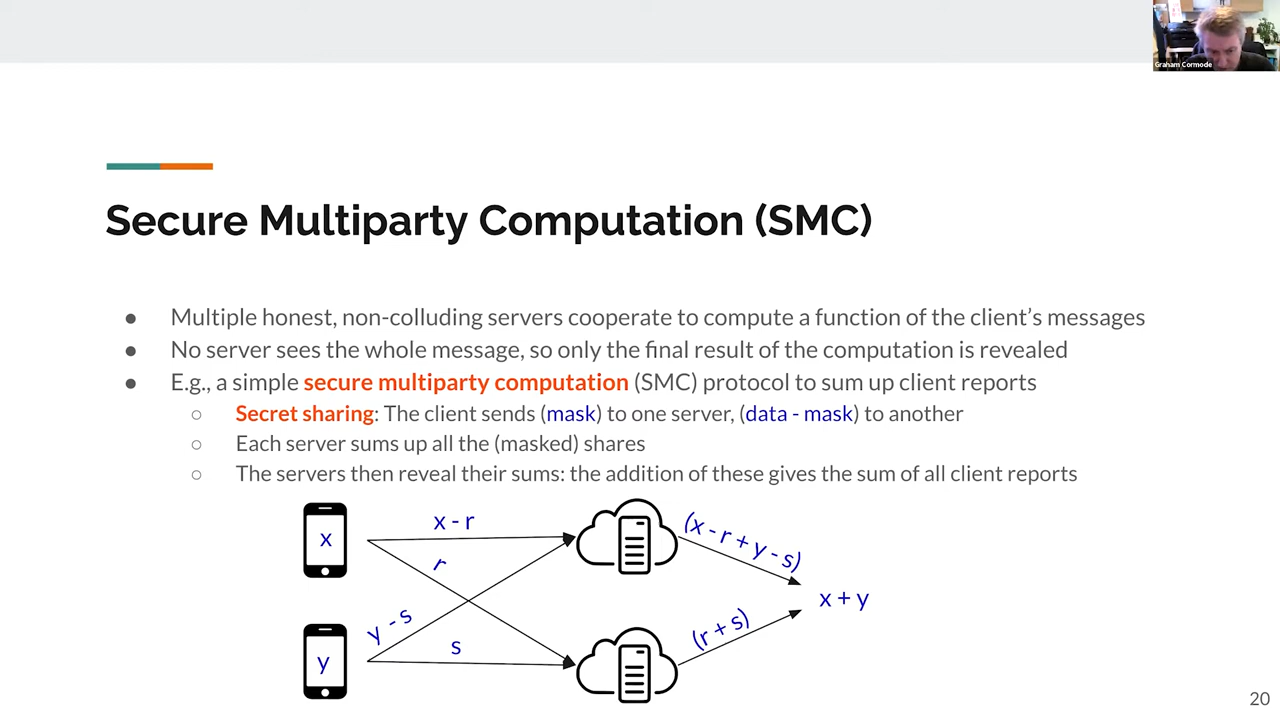 Graham Cormode
Secure Multiparty Computation (SMC)
● Multiple honest, non-colluding servers cooperate to compute a function of the client's messages
● No server sees the whole message, so only the final result of the computation is revealed
● E.g., a simple secure multiparty computation (SMC) protocol to sum up client reports
○ Secret sharing: The client sends (mask) to one server, (data - mask) to another
○ Each server sums up all the (masked) shares
○ The servers then reveal their sums: the addition of these gives the sum of all client reports
x
x - r
r
(x - r + y - s)
x + y
y
y - s
s
(r + s)
20